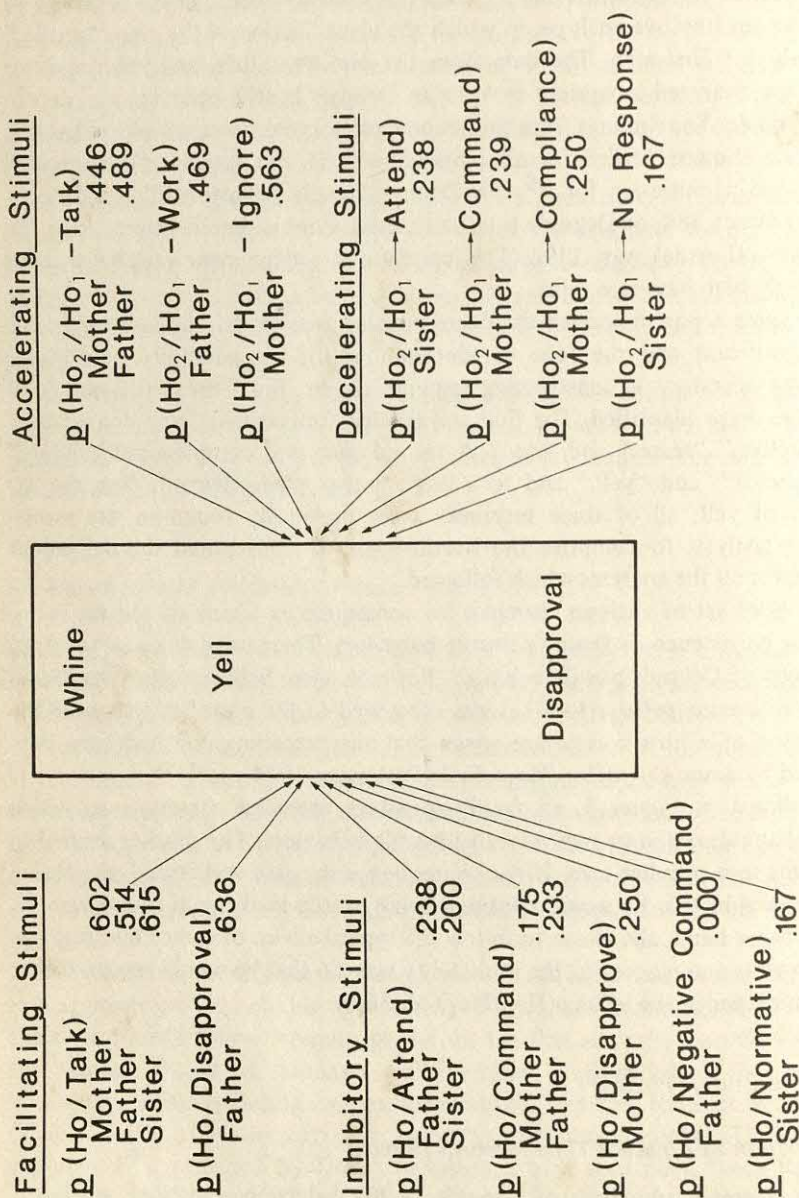 Facilitating Stimuli
p (Ho/Talk)
Mother .602
Father .514
Sister .615
p (Ho/Disapproval)
Father .636
Inhibitory Stimuli
p (Ho/Attend)
Father .238
Sister .200
p (Ho/Command)
Mother .175
Father .233
p (Ho/Disapprove)
Mother .250
p (Ho/Negative Command)
Father .000
p (Ho/Normative)
Sister .167
Whine
Yell
Disapproval
Accelerating Stimuli
p (Ho₂/Ho₁ –Talk)
Mother .446
Father .489
p (Ho₂/Ho₁ –Work)
Father .469
p (Ho₂/Ho₁ –Ignore)
Mother .563
Decelerating Stimuli
p (Ho₂/Ho₁ →Attend)
Sister .238
p (Ho₂/Ho₁ →Command)
Mother .239
p (Ho₂/Ho₁ →Compliance)
Mother .250
p (Ho₂/Ho₁ →No Response)
Sister .167